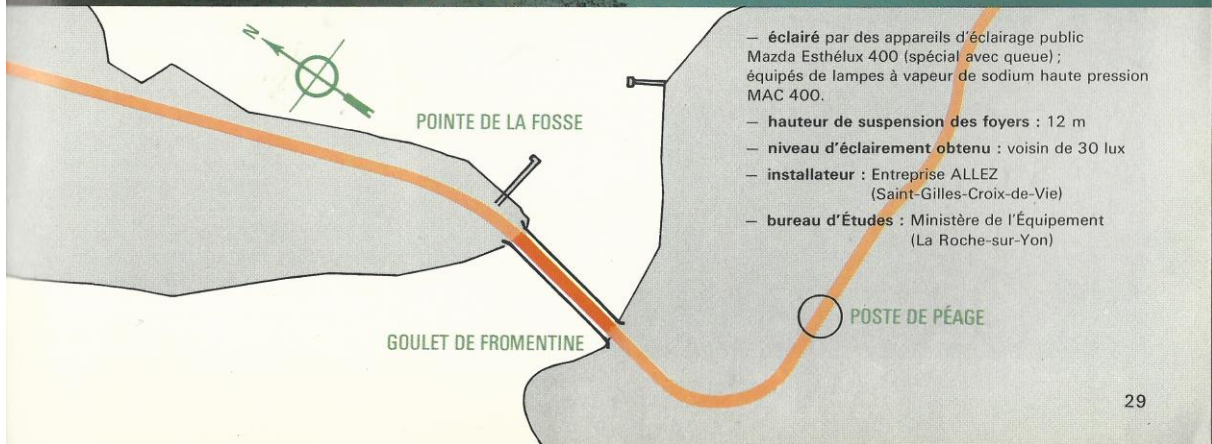 N
POINTE DE LA FOSSE
GOULET DE FROMENTINE
— éclairé par des appareils d'éclairage public
Mazda Esthélux 400 (spécial avec queue) ;
équipés de lampes à vapeur de sodium haute pression
MAC 400.
— hauteur de suspension des foyers : 12 m
— niveau d'éclairement obtenu : voisin de 30 lux
— installateur : Entreprise ALLEZ
(Saint-Gilles-Croix-de-Vie)
— bureau d'Études : Ministère de l'Équipement
(La Roche-sur-Yon)
POSTE DE PÉAGE
29